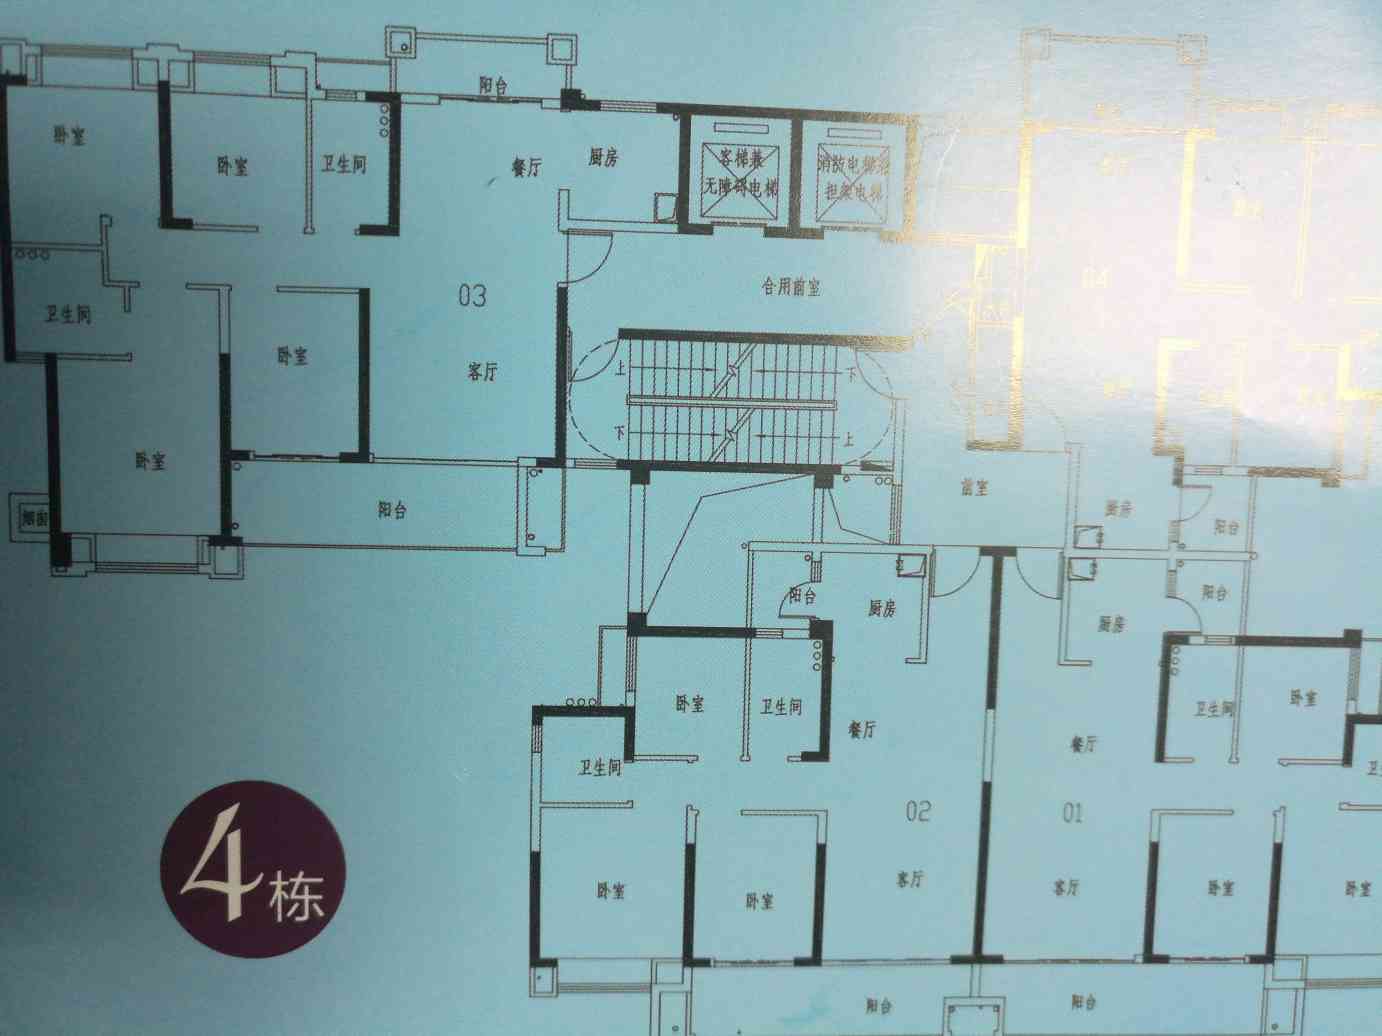 阳台
卧室
卧室
卫生间
餐厅
厨房
客梯兼
无障碍电梯
消防电梯兼
担架电梯
03
合用前室
04
卫生间
卧室
客厅
上
下
下
上
卧室
烟囱
阳台
前室
厨房
阳台
阳台
厨房
阳台
厨房
卧室
卫生间
餐厅
餐厅
卫生间
卧室
卫生间
02
01
卧室
卧室
客厅
客厅
卧室
卧室
阳台
阳台
4栋